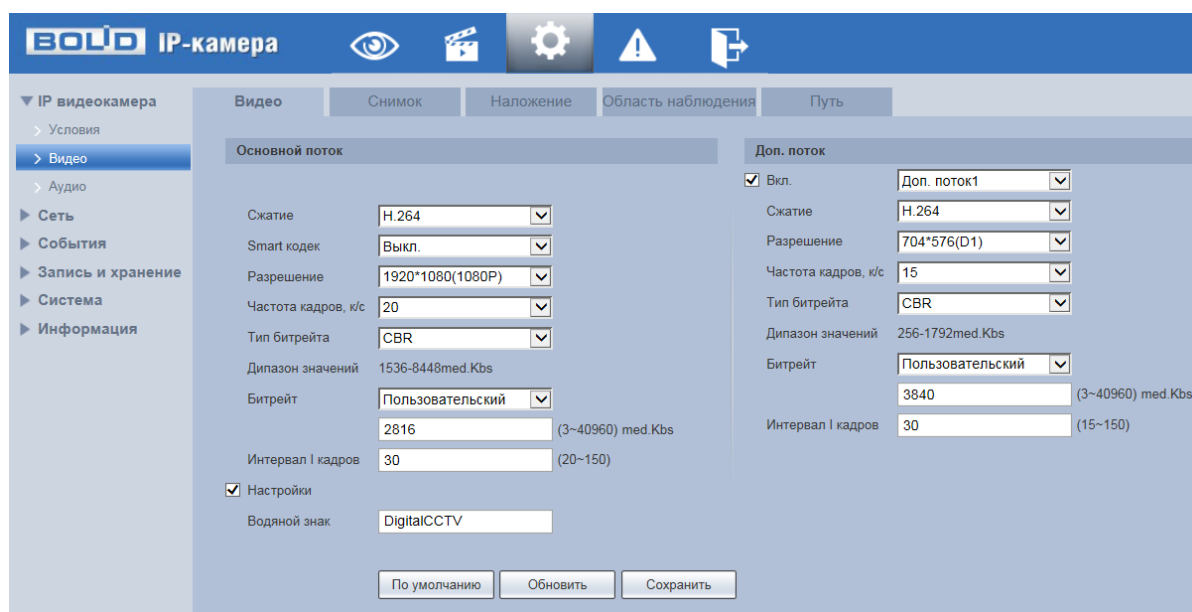 BOLID IP-камера
IP видеокамера
Условия
Видео
Аудио
Сеть
События
Запись и хранение
Система
Информация
Видео Снимок Наложение Область наблюдения Путь
Основной поток
Сжатие H.264
Smart кодек Выкл.
Разрешение 1920*1080(1080P)
Частота кадров, к/с 20
Тип битрейта CBR
Дипазон значений 1536-8448med.Kbs
Битрейт Пользовательский
2816 (3~40960) med.Kbs
Интервал I кадров 30 (20~150)
Настройки
Водяной знак DigitalCCTV
По умолчанию Обновить Сохранить
Доп. поток
Вкл. Доп. поток1
Сжатие H.264
Разрешение 704*576(D1)
Частота кадров, к/с 15
Тип битрейта CBR
Дипазон значений 256-1792med.Kbs
Битрейт Пользовательский
3840 (3~40960) med.Kbs
Интервал I кадров 30 (15~150)